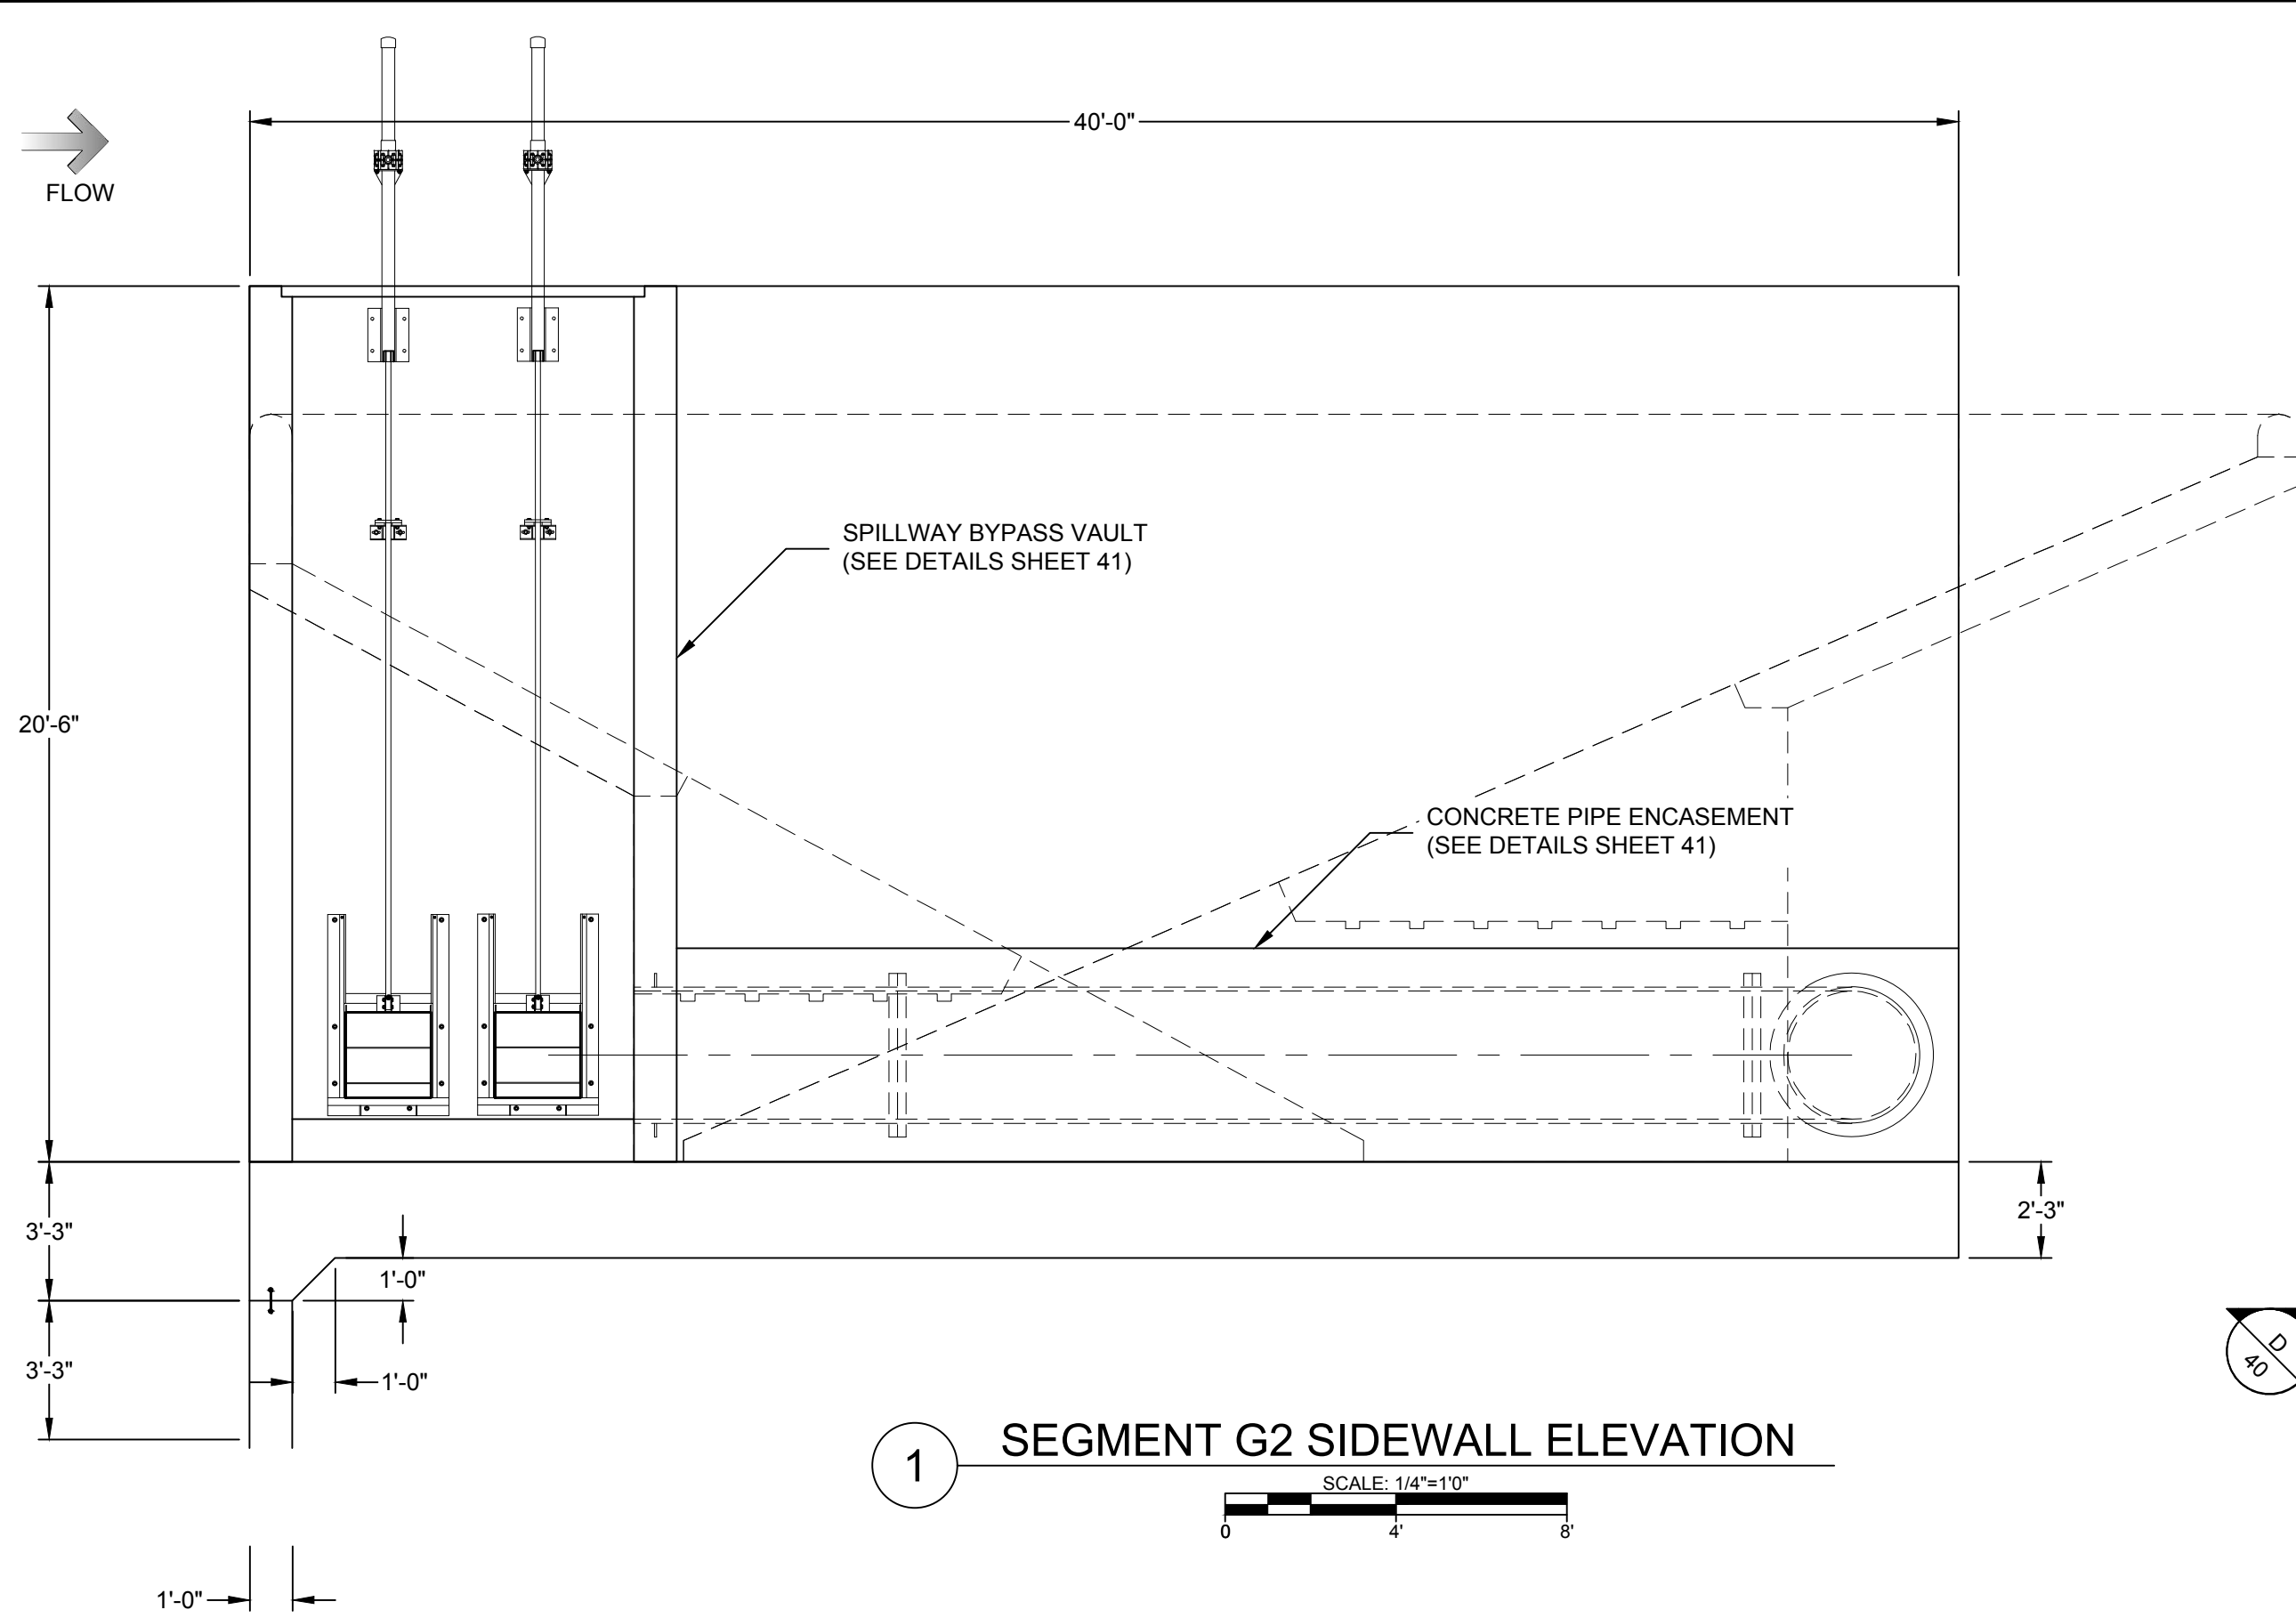 40'-0"
FLOW
SPILLWAY BYPASS VAULT
(SEE DETAILS SHEET 41)
20'-6"
CONCRETE PIPE ENCASEMENT
(SEE DETAILS SHEET 41)
3'-3"
2'-3"
1'-0"
3'-3"
1'-0"
D
40
1
SEGMENT G2 SIDEWALL ELEVATION
SCALE: 1/4"=1'0"
0 4' 8'
1'-0"